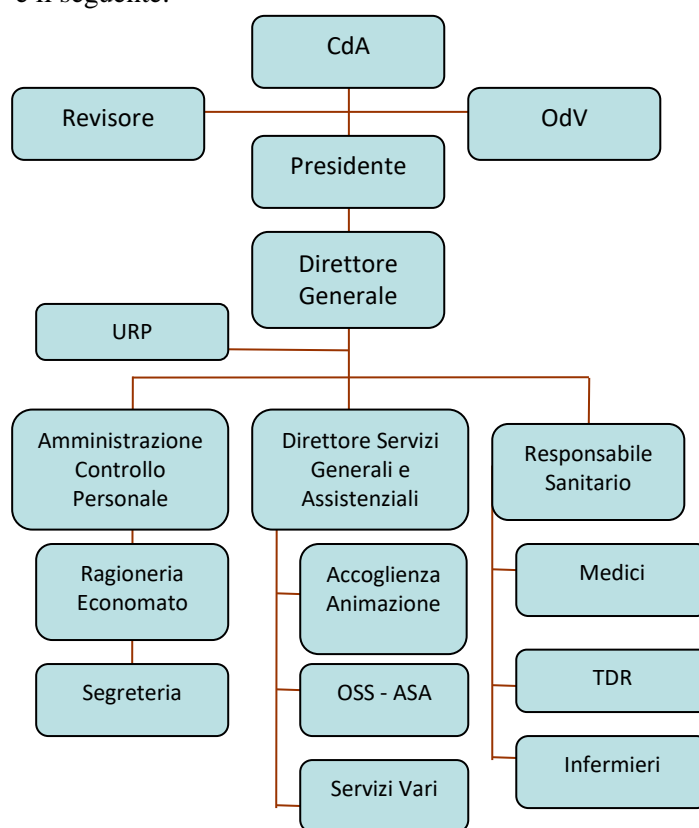 è il seguente:
CdA
Revisore
OdV
Presidente
Direttore
Generale
URP
Amministrazione
Controllo
Personale
Direttore Servizi
Generali e
Assistenziali
Responsabile
Sanitario
Ragioneria
Economato
Accoglienza
Animazione
Medici
Segreteria
OSS - ASA
TDR
Servizi Vari
Infermieri